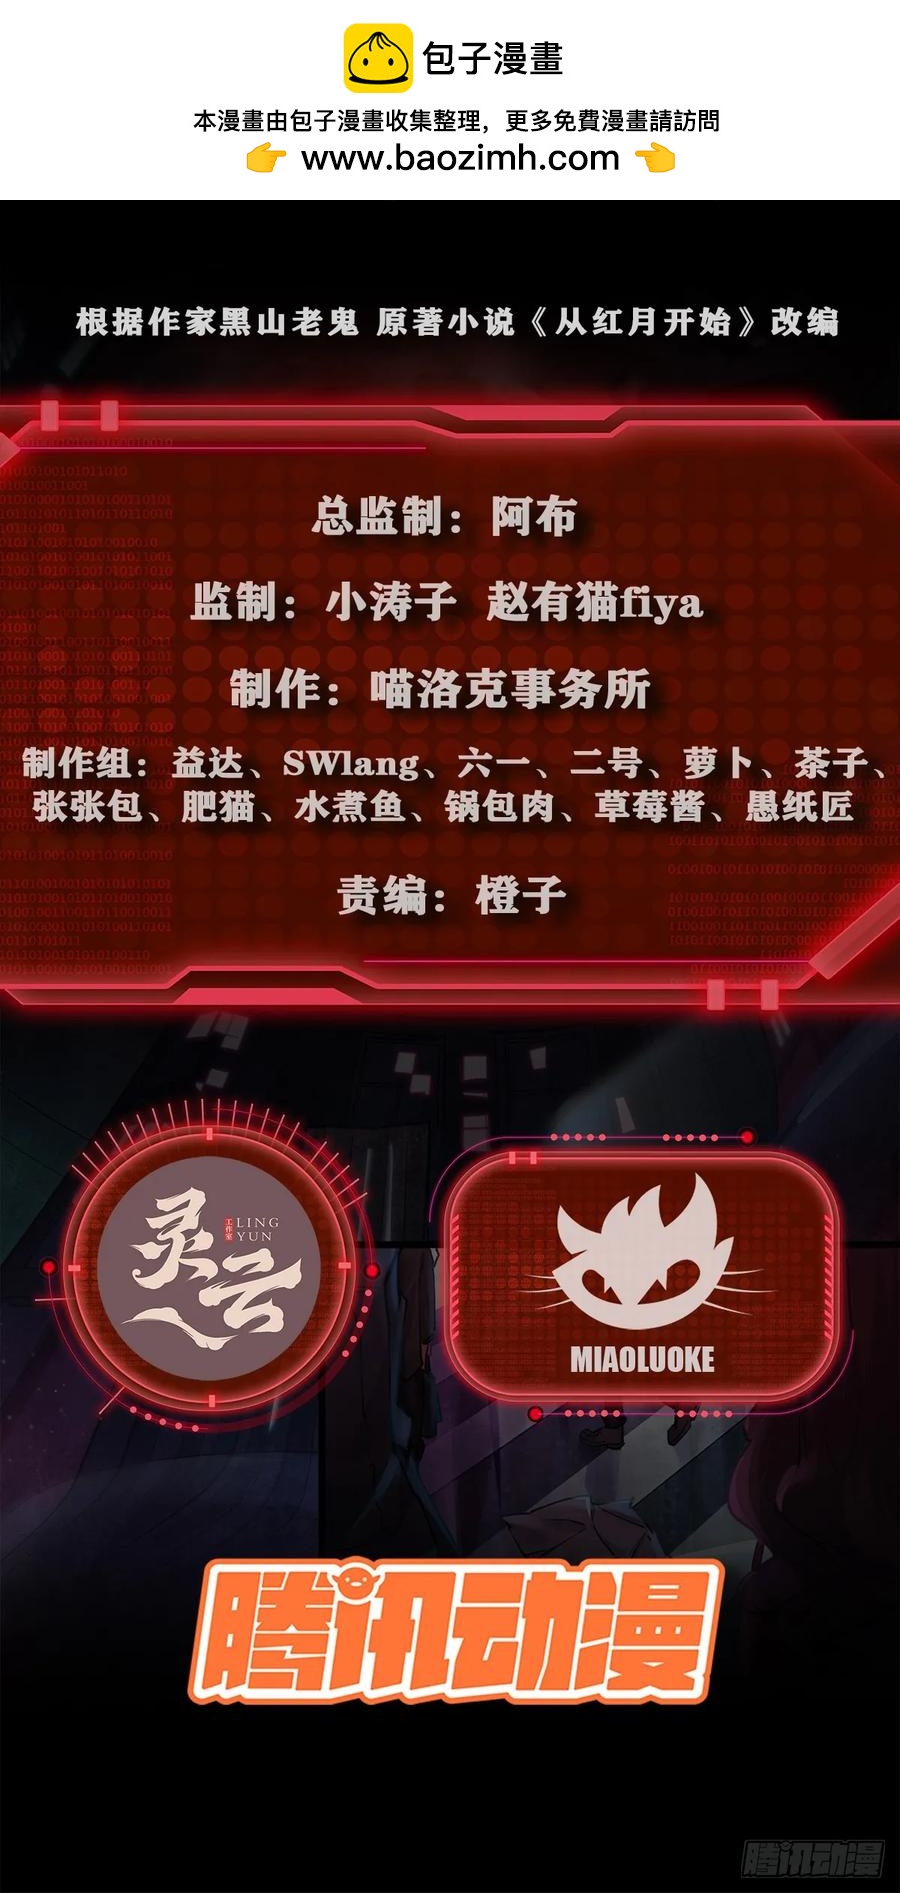 包子漫畫
本漫畫由包子漫畫收集整理，更多免費漫畫請訪問
👉 www.baozimh.com 👈
根据作家黑山老鬼 原著小说《从红月开始》改编
总监制：阿布
监制：小涛子 赵有猫fiya
制作：喵洛克事务所
制作组：益达、SWlang、六一、二号、萝卜、茶子、
张张包、肥猫、水煮鱼、锅包肉、草莓酱、愚纸匠
责编：橙子
灵云
工作室
LING
YUN
MIAOLUOKE
腾讯动漫
腾讯动漫